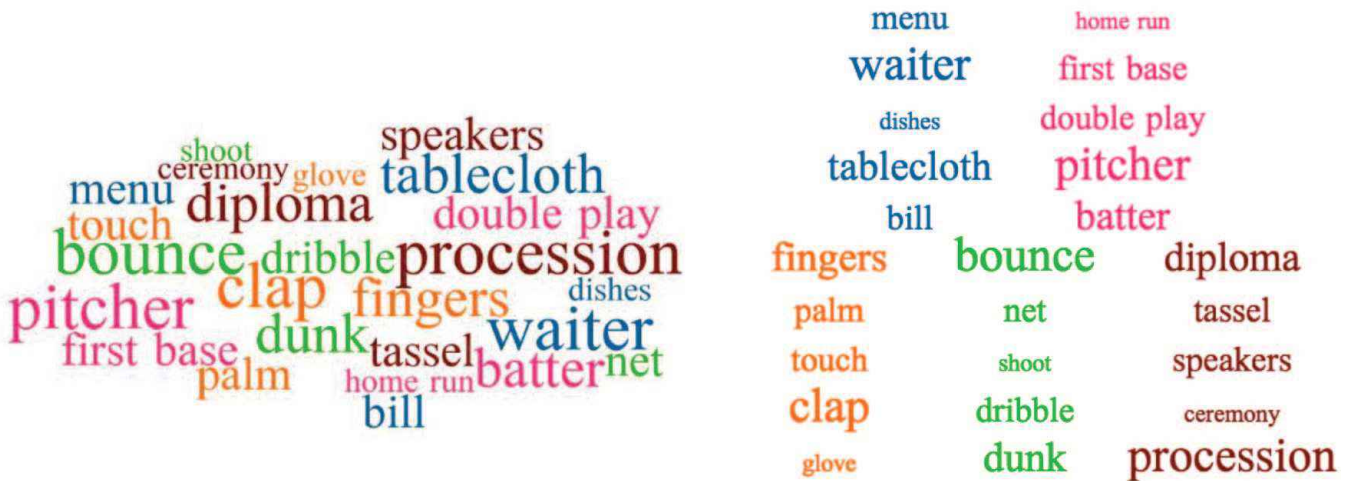 speakers
shoot
ceremony glove tablecloth
menu diploma double play
touch
bounce dribble procession
clap fingers dishes
pitcher dunk waiter
first base tassel batter net
palm home run
bill
menu home run
waiter first base
dishes double play
tablecloth pitcher
bill batter
fingers bounce diploma
palm net tassel
touch shoot speakers
clap dribble ceremony
glove dunk procession